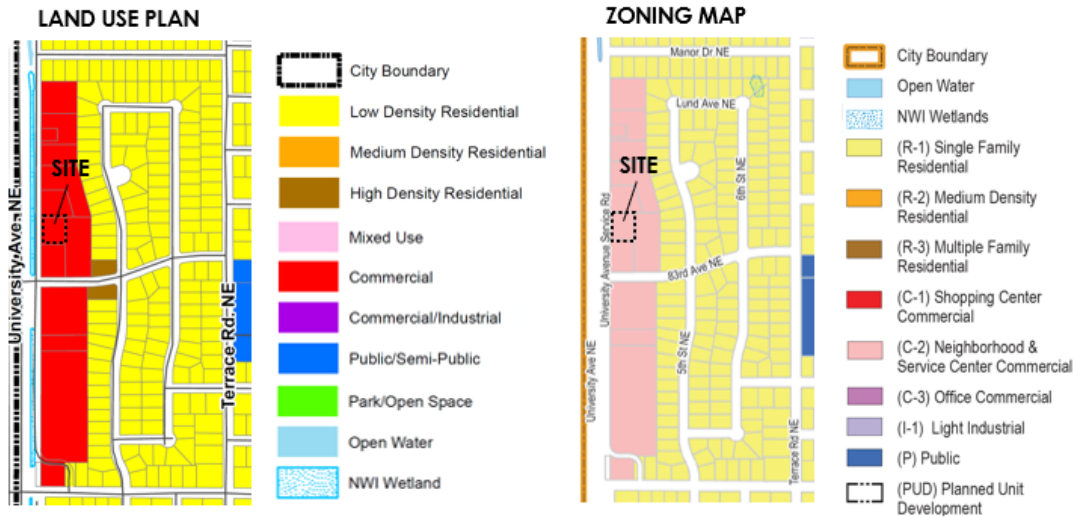 LAND USE PLAN
SITE
University Ave. NE
Terrace Rd. NE
City Boundary
Low Density Residential
Medium Density Residential
High Density Residential
Mixed Use
Commercial
Commercial/Industrial
Public/Semi-Public
Park/Open Space
Open Water
NWI Wetland
ZONING MAP
Manor Dr NE
Lund Ave NE
SITE
6th St NE
University Avenue Service Rd
83rd Ave NE
5th St NE
University Ave NE
Terrace Rd NE
City Boundary
Open Water
NWI Wetlands
(R-1) Single Family
Residential
(R-2) Medium Density
Residential
(R-3) Multiple Family
Residential
(C-1) Shopping Center
Commercial
(C-2) Neighborhood &
Service Center Commercial
(C-3) Office Commercial
(I-1) Light Industrial
(P) Public
(PUD) Planned Unit
Development